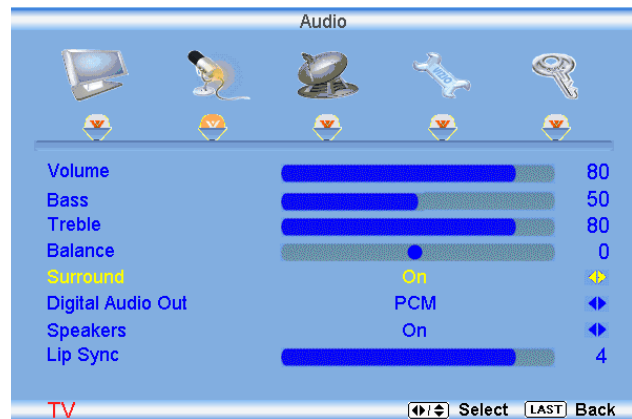 Audio
VIZIO
Volume 80
Bass 50
Treble 80
Balance 0
Surround On
Digital Audio Out PCM
Speakers On
Lip Sync 4
TV Select LAST Back